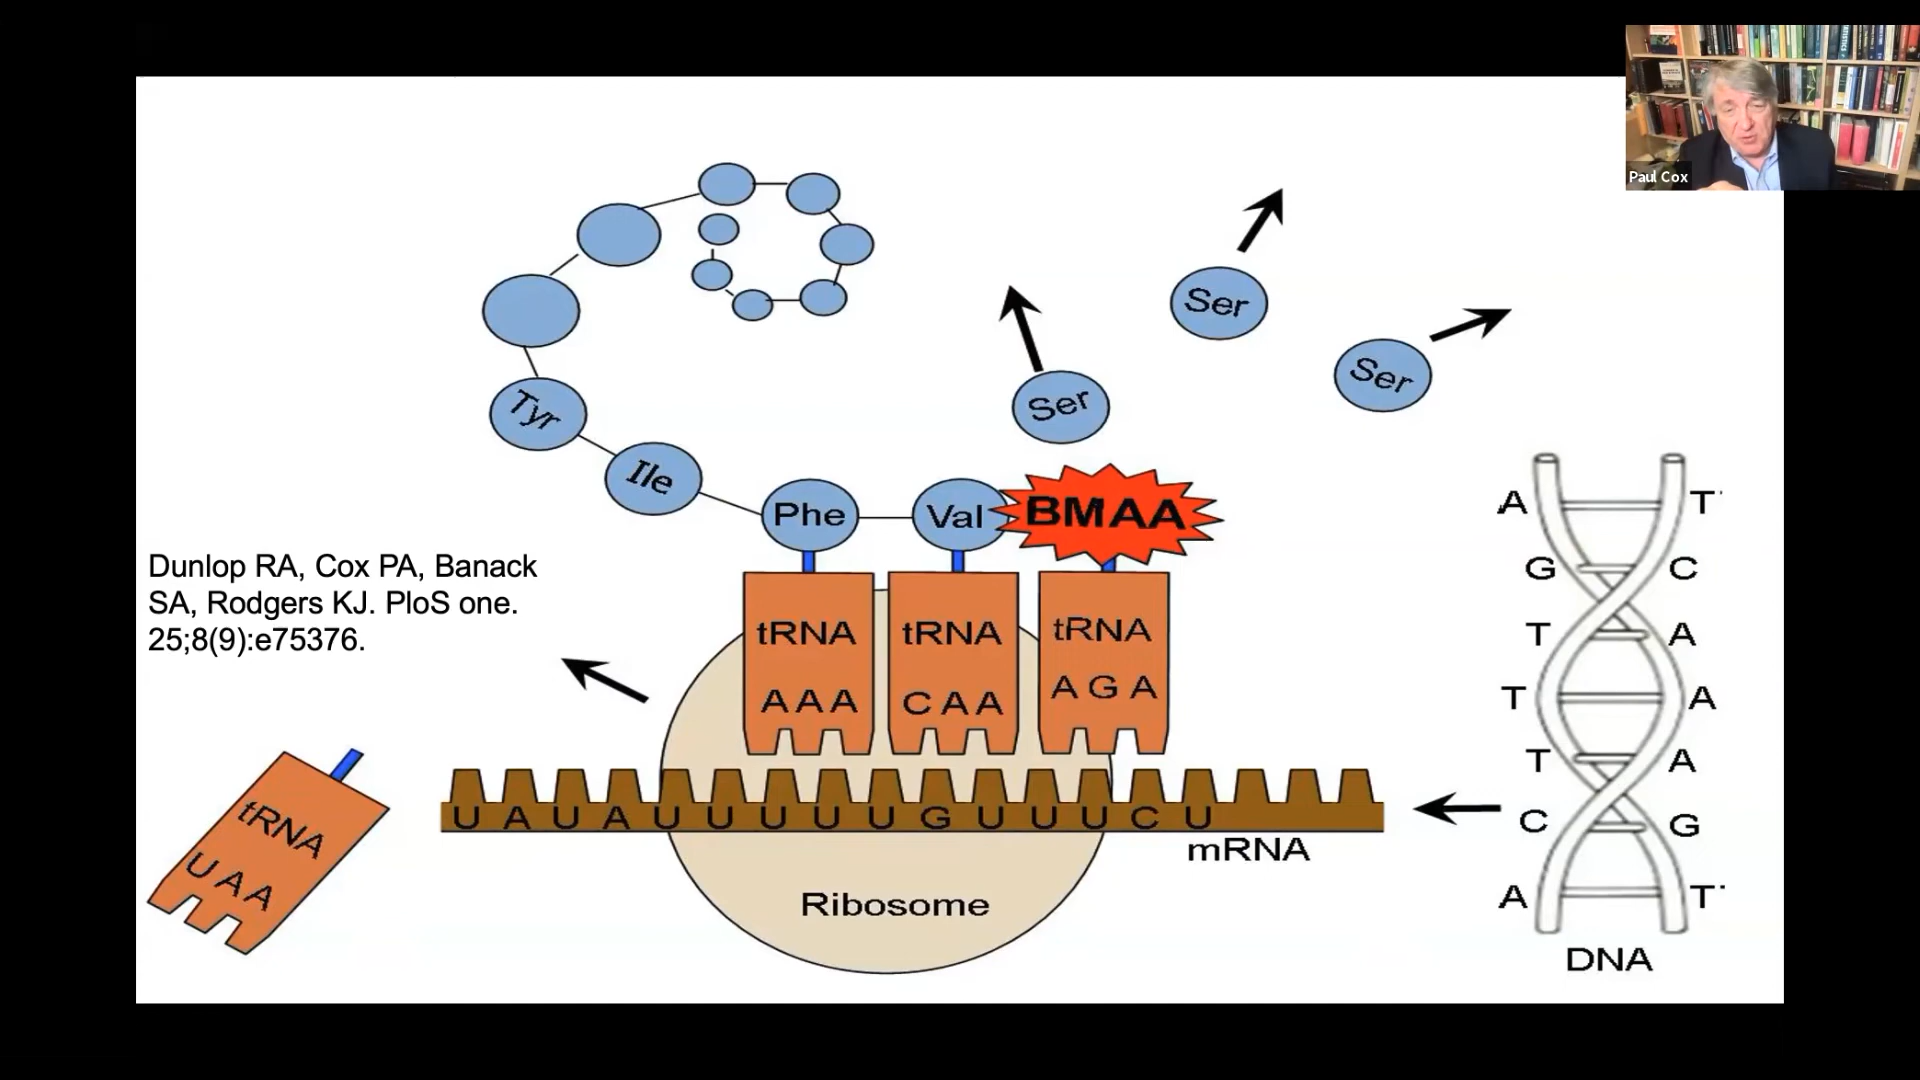 Paul Cox
Ser
Ser
Ser
Tyr
Ile
Phe
Val
BMAA
Dunlop RA, Cox PA, Banack
SA, Rodgers KJ. PloS one.
25;8(9):e75376.
tRNA
AAA
tRNA
CAA
tRNA
AGA
tRNA
UAA
U A U A U U U U U G U U U C U
mRNA
Ribosome
A T
G C
T A
T A
T A
C G
A T
DNA